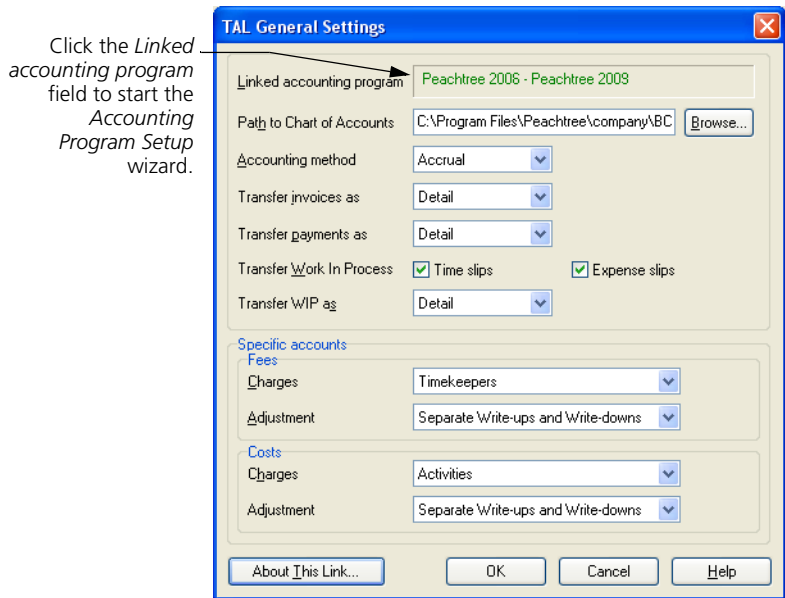 TAL General Settings
Click the Linked
accounting program
field to start the
Accounting
Program Setup
wizard.
Linked accounting program Peachtree 2006 - Peachtree 2009
Path to Chart of Accounts C:\Program Files\Peachtree\company\BC Browse...
Accounting method Accrual
Transfer invoices as Detail
Transfer payments as Detail
Transfer Work In Process Time slips Expense slips
Transfer WIP as Detail
Specific accounts
Fees
Charges Timekeepers
Adjustment Separate Write-ups and Write-downs
Costs
Charges Activities
Adjustment Separate Write-ups and Write-downs
About This Link... OK Cancel Help